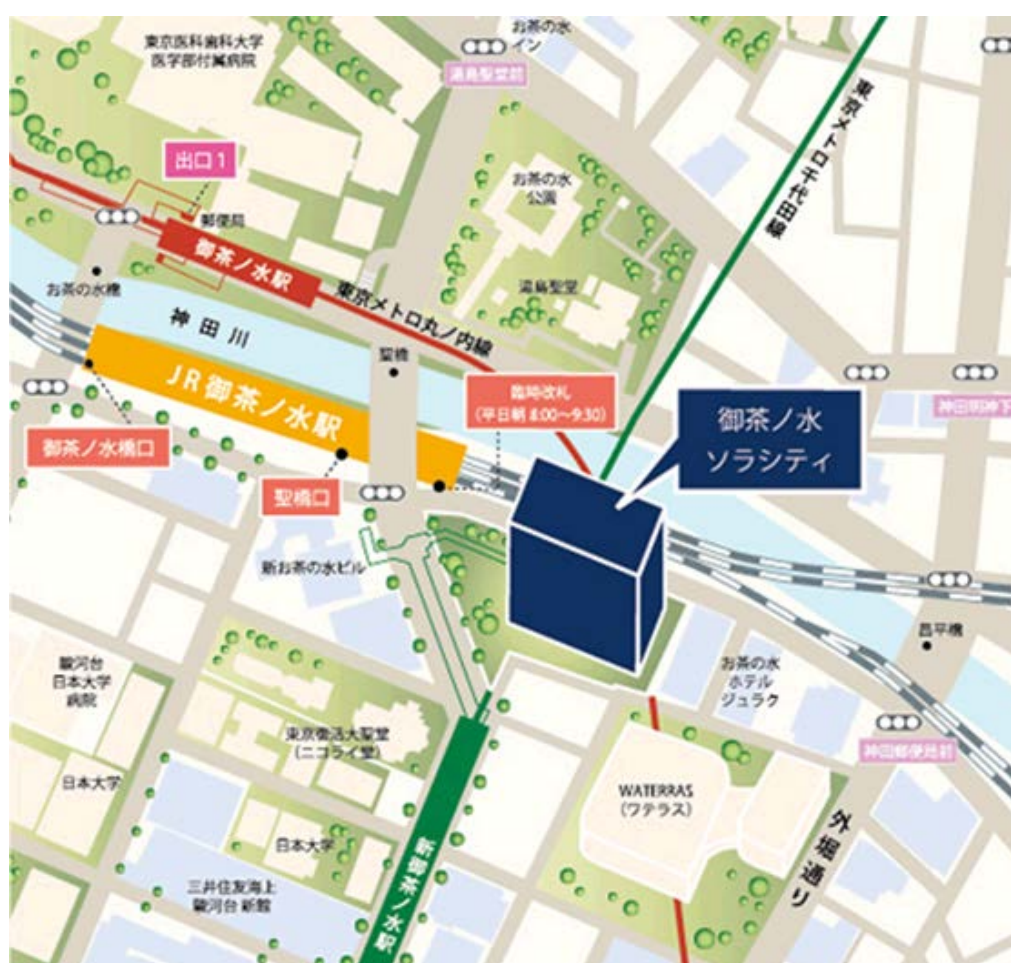 東京医科歯科大学
医学部付属病院
お茶の水
イン
湯島聖堂前
出口1
郵便局
御茶ノ水駅
お茶の水
公園
東京メトロ千代田線
お茶の水橋
神田川
東京メトロ丸ノ内線
湯島聖堂
聖橋
JR御茶ノ水駅
臨時改札
(平日朝 8:00～9:30)
御茶ノ水
ソラシティ
神田明神下
御茶ノ水橋口
聖橋口
新お茶の水ビル
昌平橋
駿河台
日本大学
病院
お茶の水
ホテル
ジュラク
東京復活大聖堂
(ニコライ堂)
神田郵便局前
日本大学
WATERRAS
(ワテラス)
外堀通り
日本大学
新御茶ノ水駅
三井住友海上
駿河台 新館